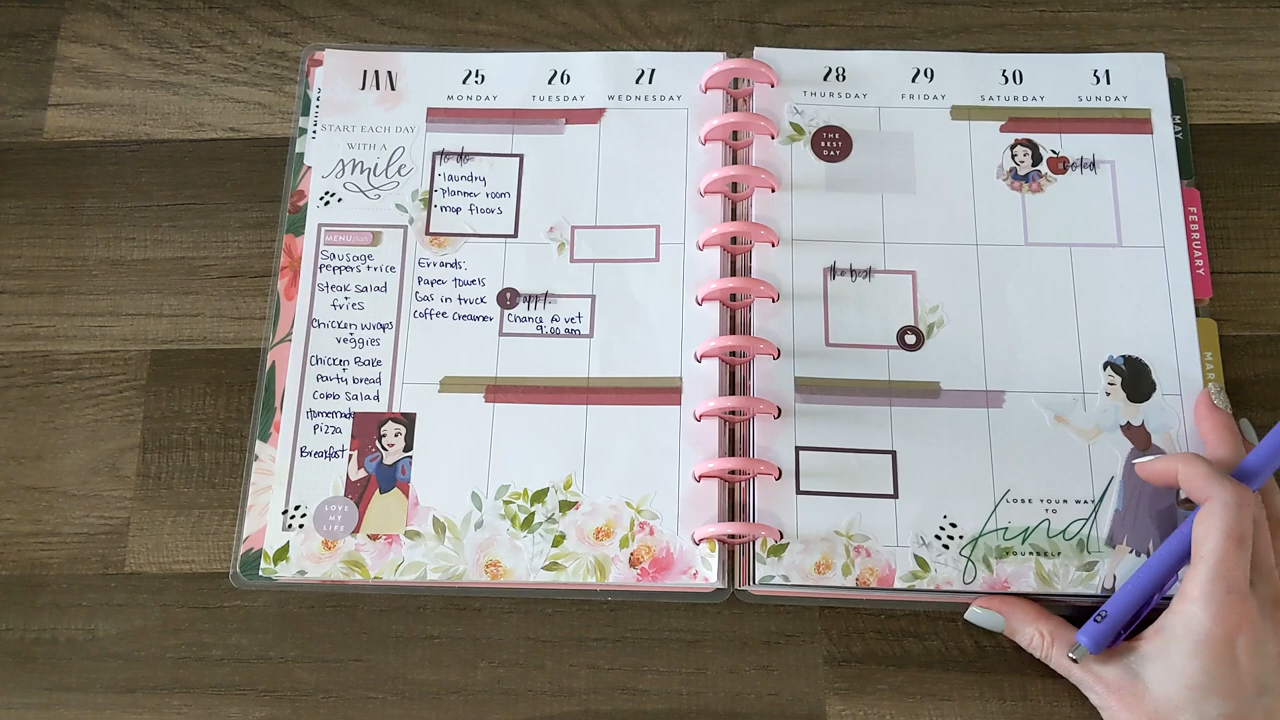 JAN
25
MONDAY
26
TUESDAY
27
WEDNESDAY
28
THURSDAY
29
FRIDAY
30
SATURDAY
31
SUNDAY
JANUARY
START EACH DAY
WITH A
smile
MENU plan
Sausage
peppers + rice
Steak salad
+
fries
Chicken wraps
+
veggies
Chicken Bake
+
party bread
Cobb Salad
Homemade
Pizza
Breakfast
LOVE
MY
LIFE
to do
• laundry
• planner room
• mop floors
Errands:
Paper towels
Gas in truck
Coffee creamer
! appt.
Chance @ vet
9:00 am
THE
BEST
DAY
the best
noted
LOSE YOUR WAY
TO
find
YOURSELF
MAY
FEBRUARY
MARC